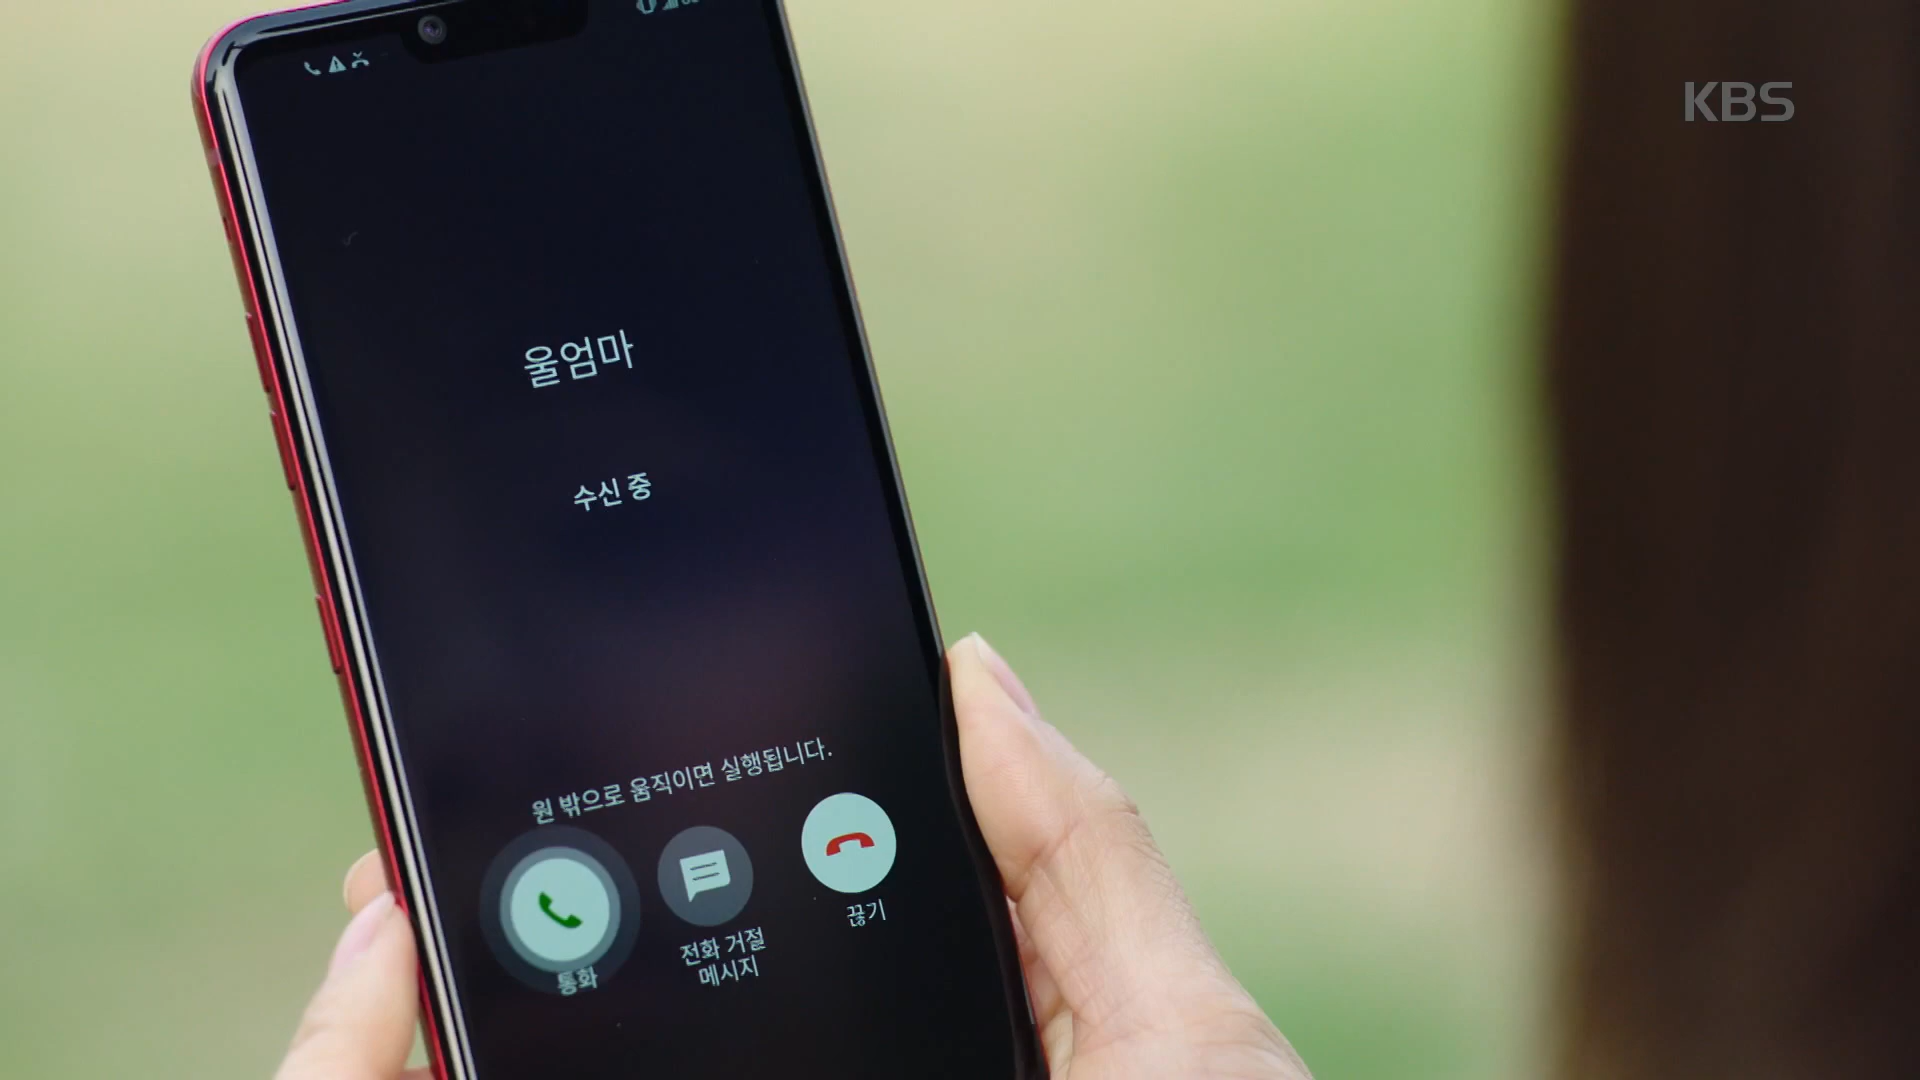 KBS
울엄마
수신 중
원 밖으로 움직이면 실행됩니다.
통화
전화 거절
메시지
끊기